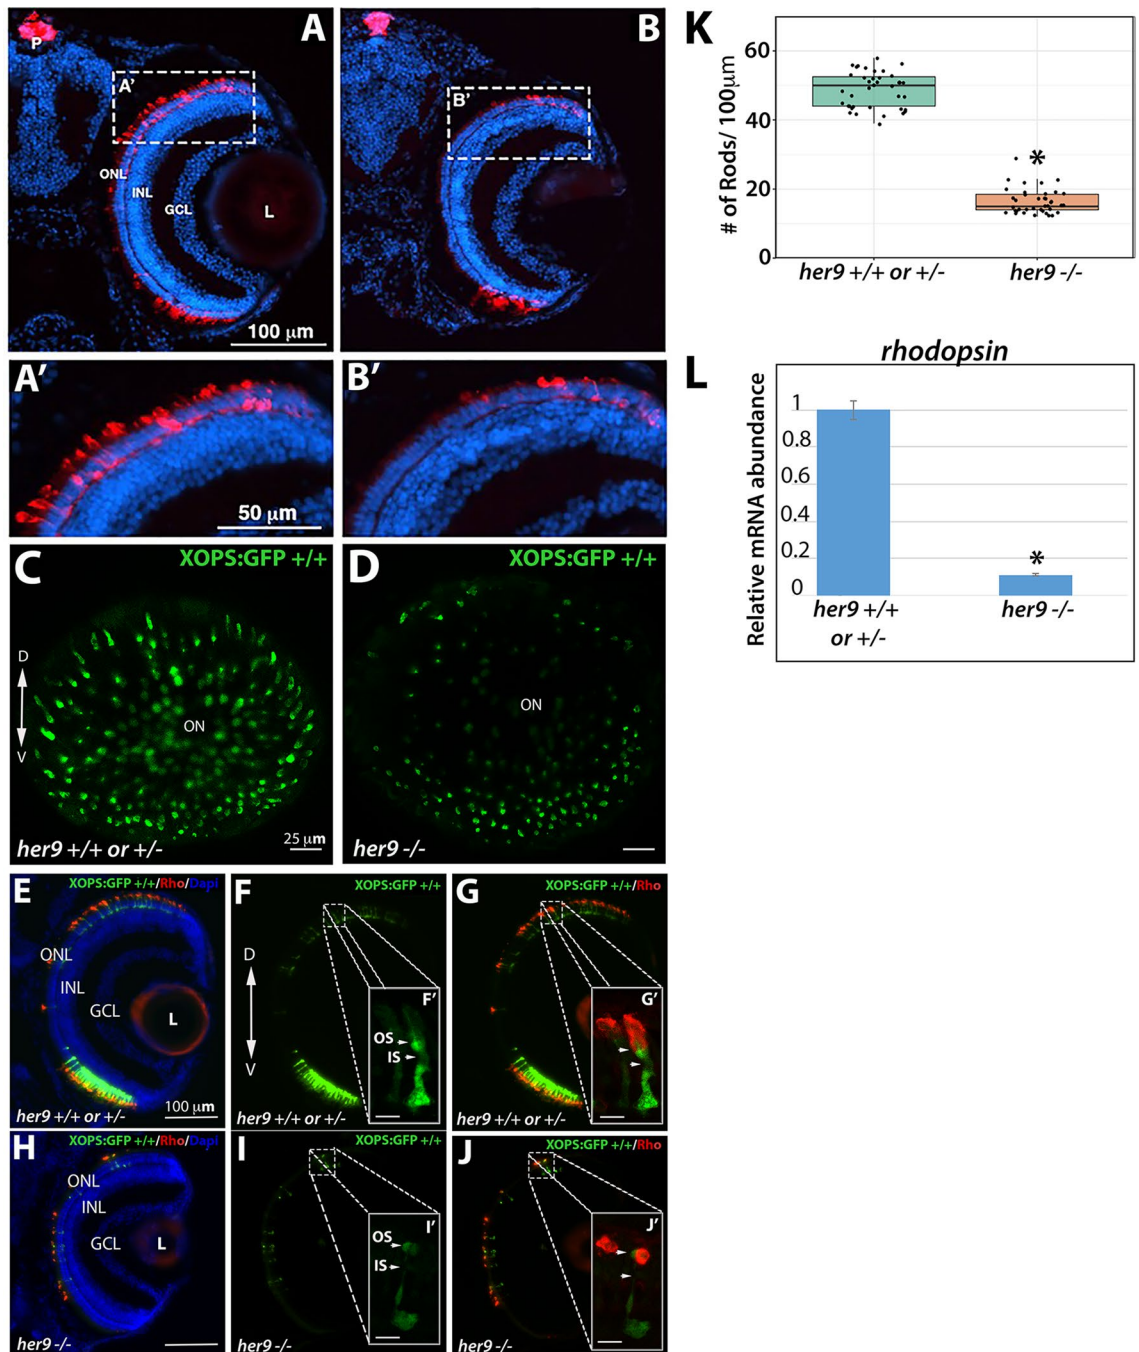 P
A
A'
ONL
INL
GCL
L
100 μm
B
B'
A'
50 μm
B'
C
XOPS:GFP +/+
D
V
ON
her9 +/+ or +/-
25 μm
D
XOPS:GFP +/+
ON
her9 -/-
E
XOPS:GFP +/+/Rho/Dapi
ONL
INL
GCL
L
100 μm
her9 +/+ or +/-
F
XOPS:GFP +/+
D
V
F'
OS
IS
her9 +/+ or +/-
G
XOPS:GFP +/+/Rho
G'
her9 +/+ or +/-
H
XOPS:GFP +/+/Rho/Dapi
ONL
INL
GCL
L
her9 -/-
I
XOPS:GFP +/+
I'
OS
IS
her9 -/-
J
XOPS:GFP +/+/Rho
J'
her9 -/-
K
# of Rods/ 100μm
60
40
20
0
*
her9 +/+ or +/-
her9 -/-
L
rhodopsin
Relative mRNA abundance
1
0.8
0.6
0.4
0.2
0
*
her9 +/+
or +/-
her9 -/-